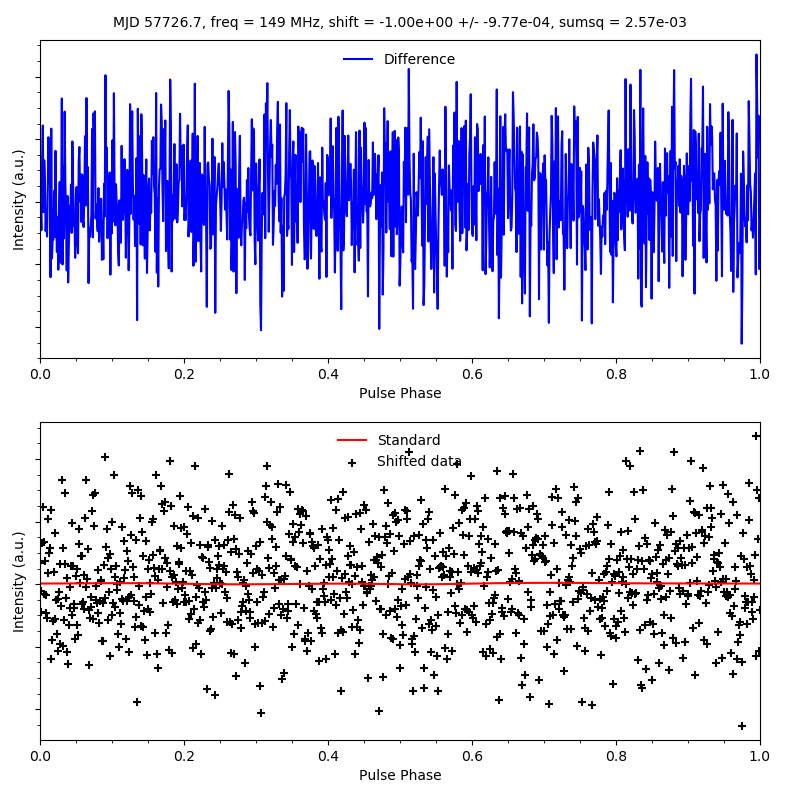 MJD 57726.7, freq = 149 MHz, shift = -1.00e+00 +/- -9.77e-04, sumsq = 2.57e-03
Difference
Intensity (a.u.)
0.0 0.2 0.4 0.6 0.8 1.0
Pulse Phase
Standard
Shifted data
Intensity (a.u.)
0.0 0.2 0.4 0.6 0.8 1.0
Pulse Phase